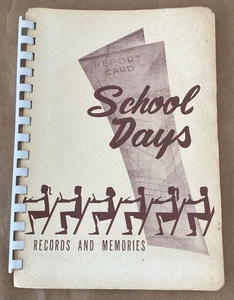 REPORT
CARD
School
Days
RECORDS AND MEMORIES